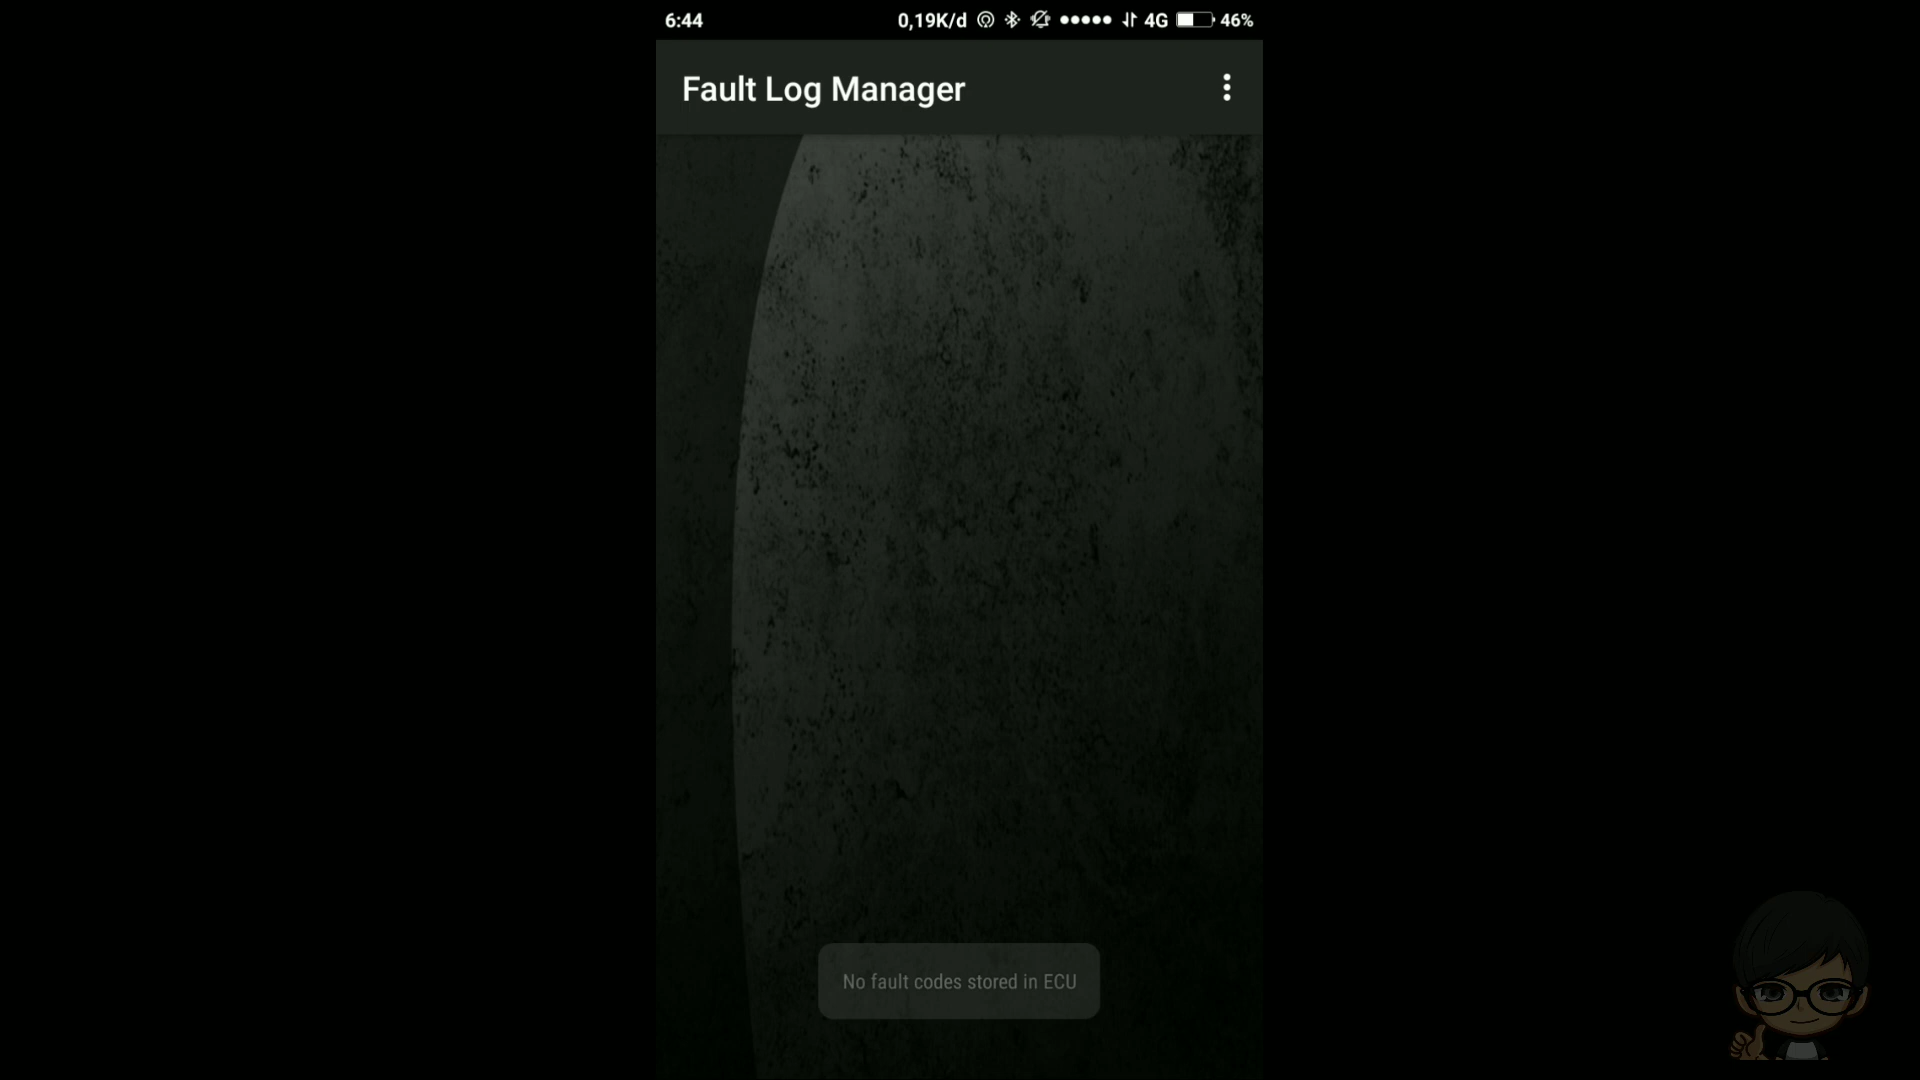 6:44 0,19K/d 4G 46%
Fault Log Manager
No fault codes stored in ECU